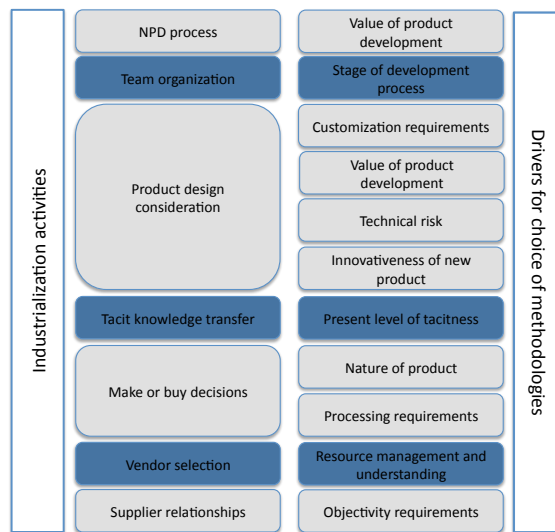 Industrialization activities
NPD process
Value of product
development
Team organization
Stage of development
process
Product design
consideration
Customization requirements
Value of product
development
Technical risk
Innovativeness of new
product
Tacit knowledge transfer
Present level of tacitness
Make or buy decisions
Nature of product
Processing requirements
Vendor selection
Resource management and
understanding
Supplier relationships
Objectivity requirements
Drivers for choice of methodologies